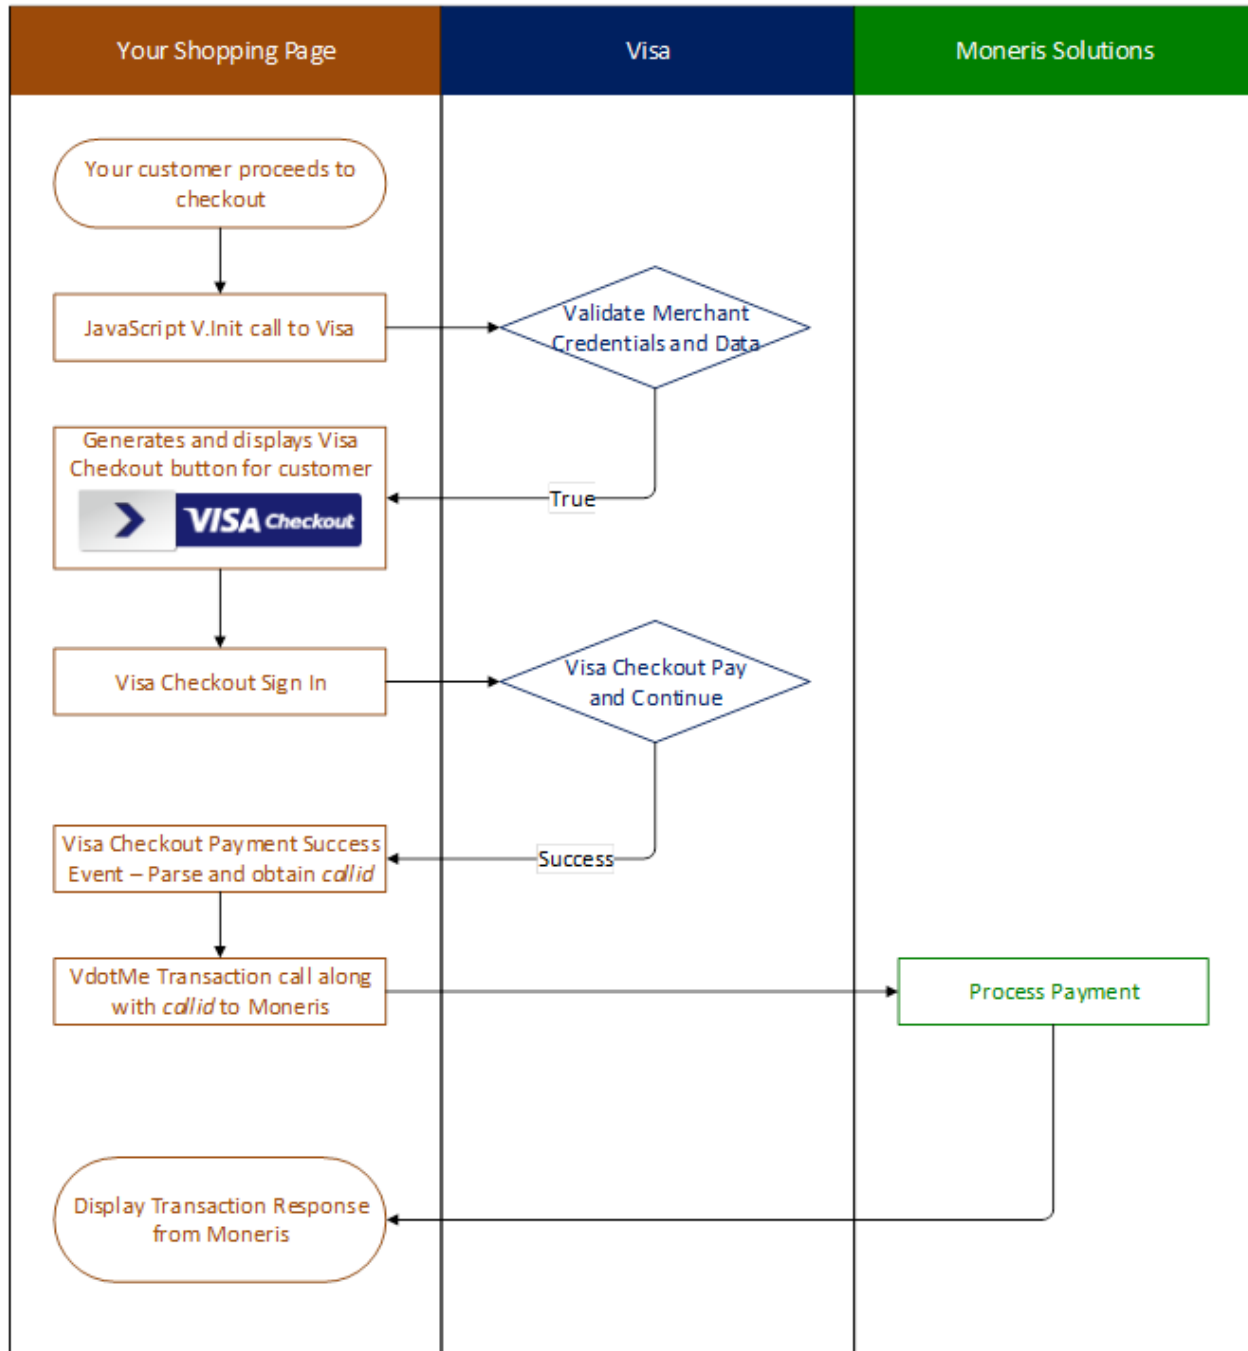 Your Shopping Page
Visa
Moneris Solutions
Your customer proceeds to
checkout
JavaScript V.Init call to Visa
Validate Merchant
Credentials and Data
Generates and displays Visa
Checkout button for customer
VISA Checkout
True
Visa Checkout Sign In
Visa Checkout Pay
and Continue
Visa Checkout Payment Success
Event – Parse and obtain callid
Success
VdotMe Transaction call along
with callid to Moneris
Process Payment
Display Transaction Response
from Moneris